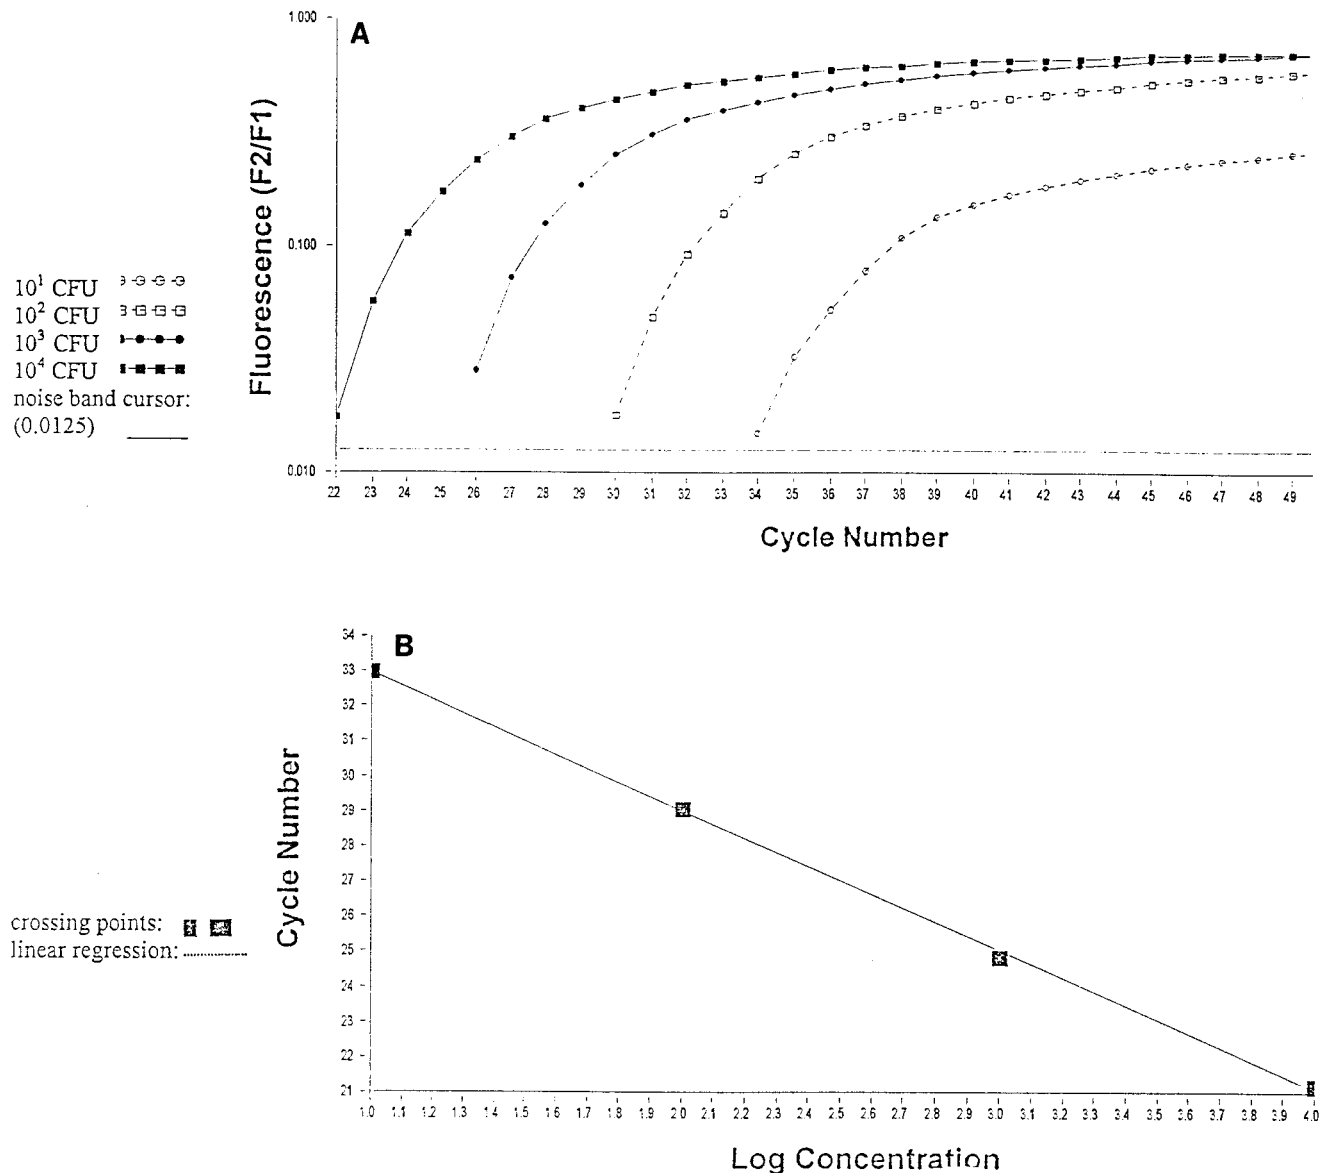 A
1.000
0.100
0.010
Fluorescence (F2/F1)
22 23 24 25 26 27 28 29 30 31 32 33 34 35 36 37 38 39 40 41 42 43 44 45 46 47 48 49
Cycle Number
10¹ CFU
10² CFU
10³ CFU
10⁴ CFU
noise band cursor:
(0.0125)
B
34
33
32
31
30
29
28
27
26
25
24
23
22
21
Cycle Number
1.0 1.1 1.2 1.3 1.4 1.5 1.6 1.7 1.8 1.9 2.0 2.1 2.2 2.3 2.4 2.5 2.6 2.7 2.8 2.9 3.0 3.1 3.2 3.3 3.4 3.5 3.6 3.7 3.8 3.9 4.0
Log Concentration
crossing points:
linear regression: